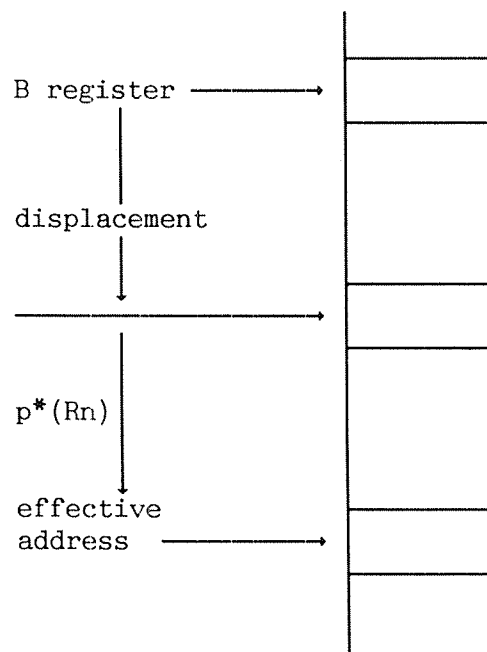 B register
displacement
p*(Rn)
effective
address